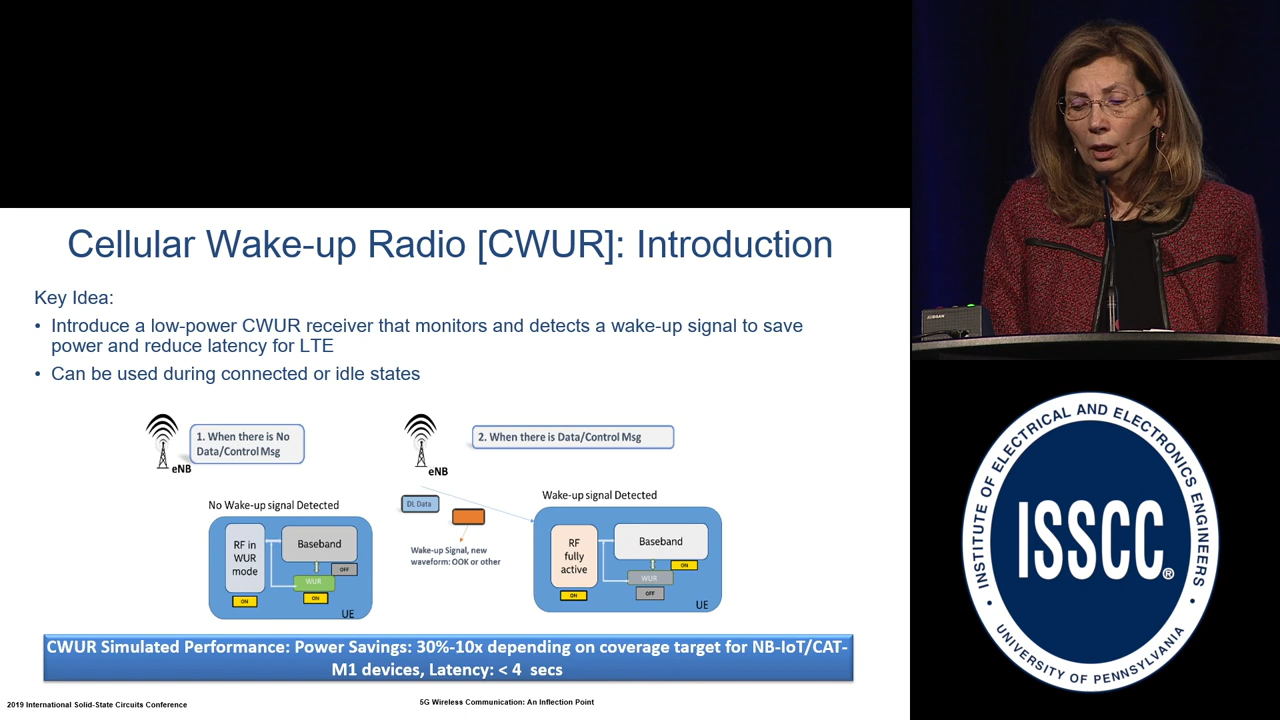 Cellular Wake-up Radio [CWUR]: Introduction
Key Idea:
• Introduce a low-power CWUR receiver that monitors and detects a wake-up signal to save
power and reduce latency for LTE
• Can be used during connected or idle states
1. When there is No
Data/Control Msg
eNB
2. When there is Data/Control Msg
eNB
No Wake-up signal Detected
RF in
WUR
mode
Baseband
OFF
WUR
ON
ON
UE
DL Data
Wake-up Signal, new
waveform: OOK or other
Wake-up signal Detected
RF
fully
active
Baseband
ON
WUR
OFF
ON
UE
CWUR Simulated Performance: Power Savings: 30%-10x depending on coverage target for NB-IoT/CAT-
M1 devices, Latency: < 4 secs
2019 International Solid-State Circuits Conference
5G Wireless Communication: An Inflection Point
INSTITUTE OF ELECTRICAL AND ELECTRONICS ENGINEERS
ISSCC®
• UNIVERSITY OF PENNSYLVANIA •